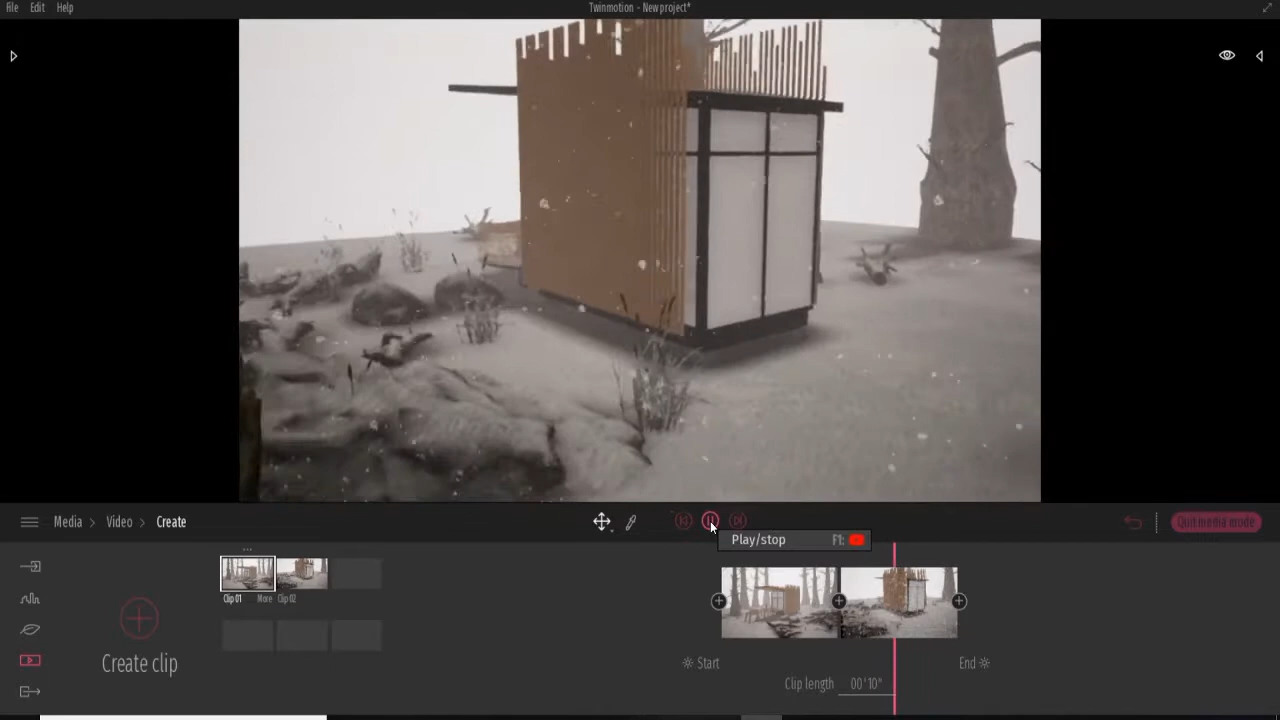 File Edit Help
Twinmotion - New project*
Media > Video > Create
Quit media mode
Play/stop F1:
Clip 01 More Clip 02
Create clip
Start
End
Clip length 00'10"